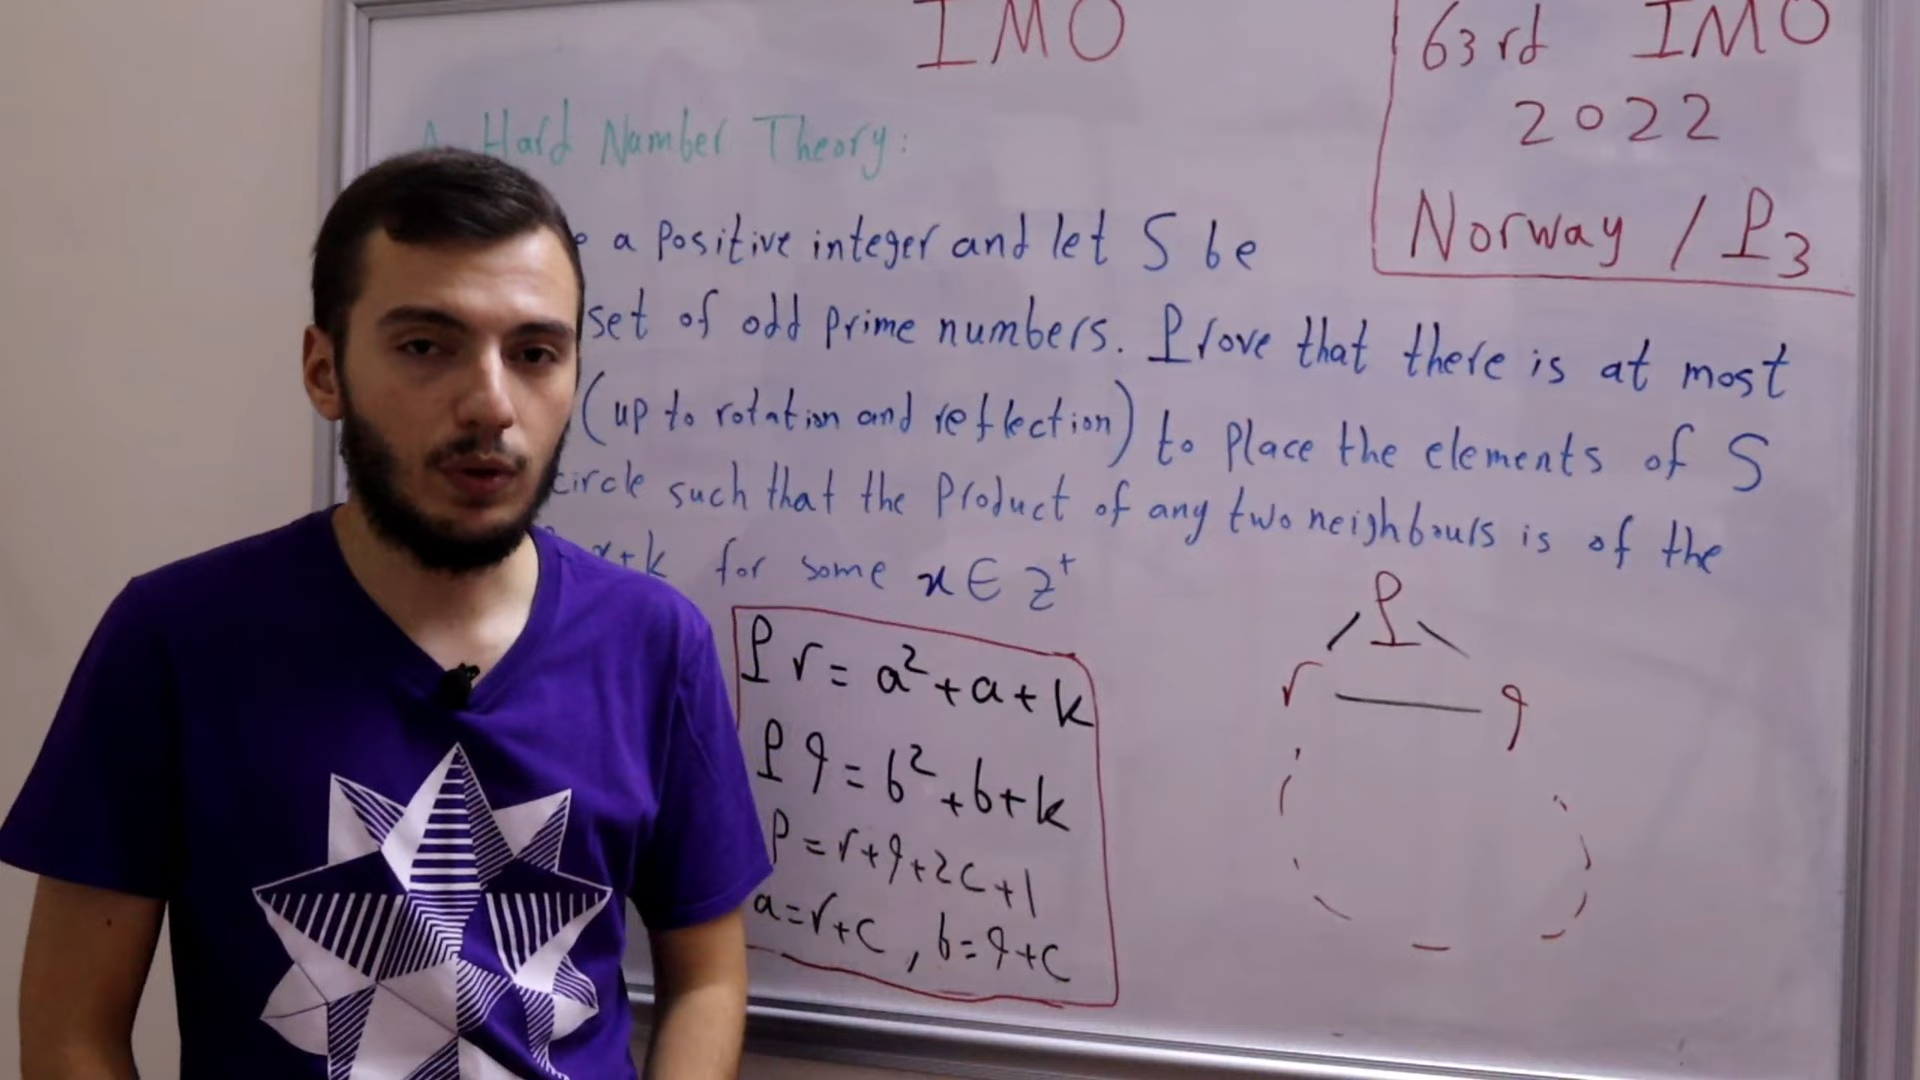 IMO
63rd IMO
2022
Norway / P3
A Hard Number Theory:
a positive integer and let S be
set of odd prime numbers. Prove that there is at most
(up to rotation and reflection) to place the elements of S
circle such that the product of any two neighbours is of the
x+k for some x ∈ Z⁺
Pr = a² + a + k
Pq = b² + b + k
P = r + q + 2c + 1
a = r + c , b = q + c
P
r q